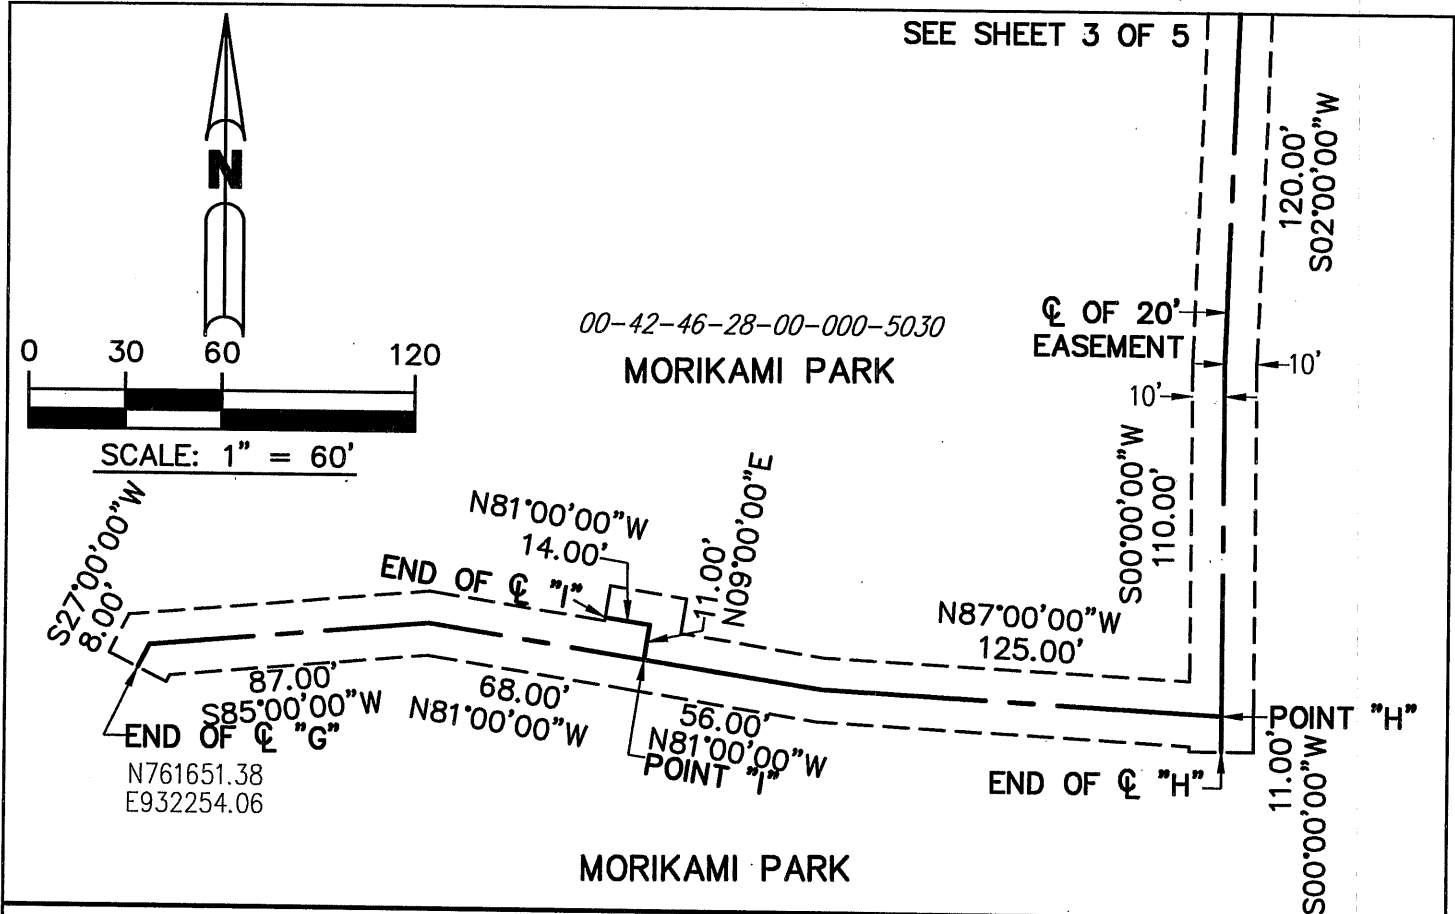 SEE SHEET 3 OF 5
N
120.00'
S02°00'00"W
0 30 60 120
SCALE: 1" = 60'
00-42-46-28-00-000-5030
MORIKAMI PARK
℄ OF 20'
EASEMENT
10'
10'
S00°00'00"W
110.00'
S27°00'00"W
8.00'
N81°00'00"W
14.00'
END OF ℄ "I"
11.00'
N09°00'00"E
N87°00'00"W
125.00'
87.00'
S85°00'00"W
68.00'
N81°00'00"W
56.00'
N81°00'00"W
POINT "I"
END OF ℄ "G"
N761651.38
E932254.06
POINT "H"
END OF ℄ "H"
11.00'
S00°00'00"W
MORIKAMI PARK